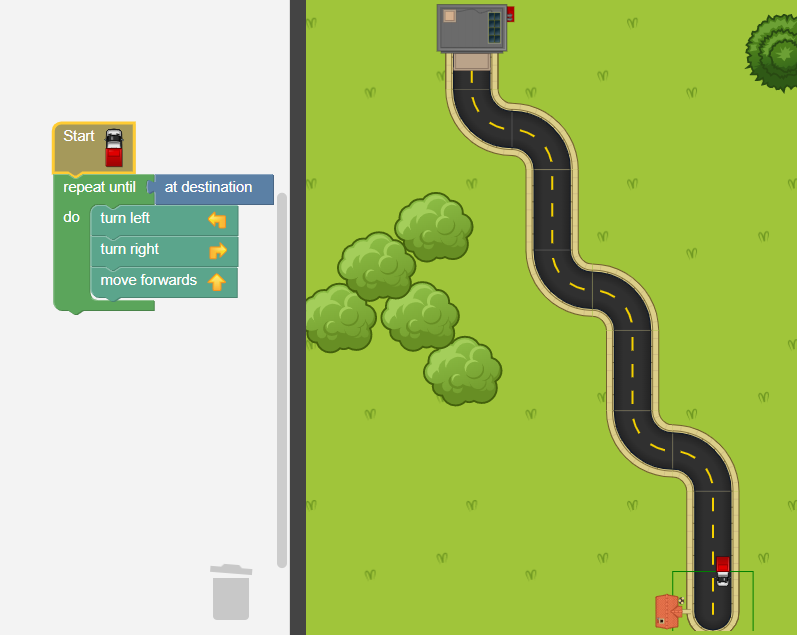 Start
repeat until at destination
do turn left
turn right
move forwards